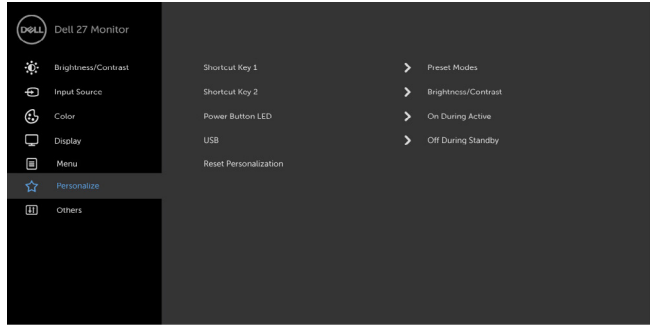 DELL Dell 27 Monitor
Brightness/Contrast
Input Source
Color
Display
Menu
Personalize
Others
Shortcut Key 1 Preset Modes
Shortcut Key 2 Brightness/Contrast
Power Button LED On During Active
USB Off During Standby
Reset Personalization